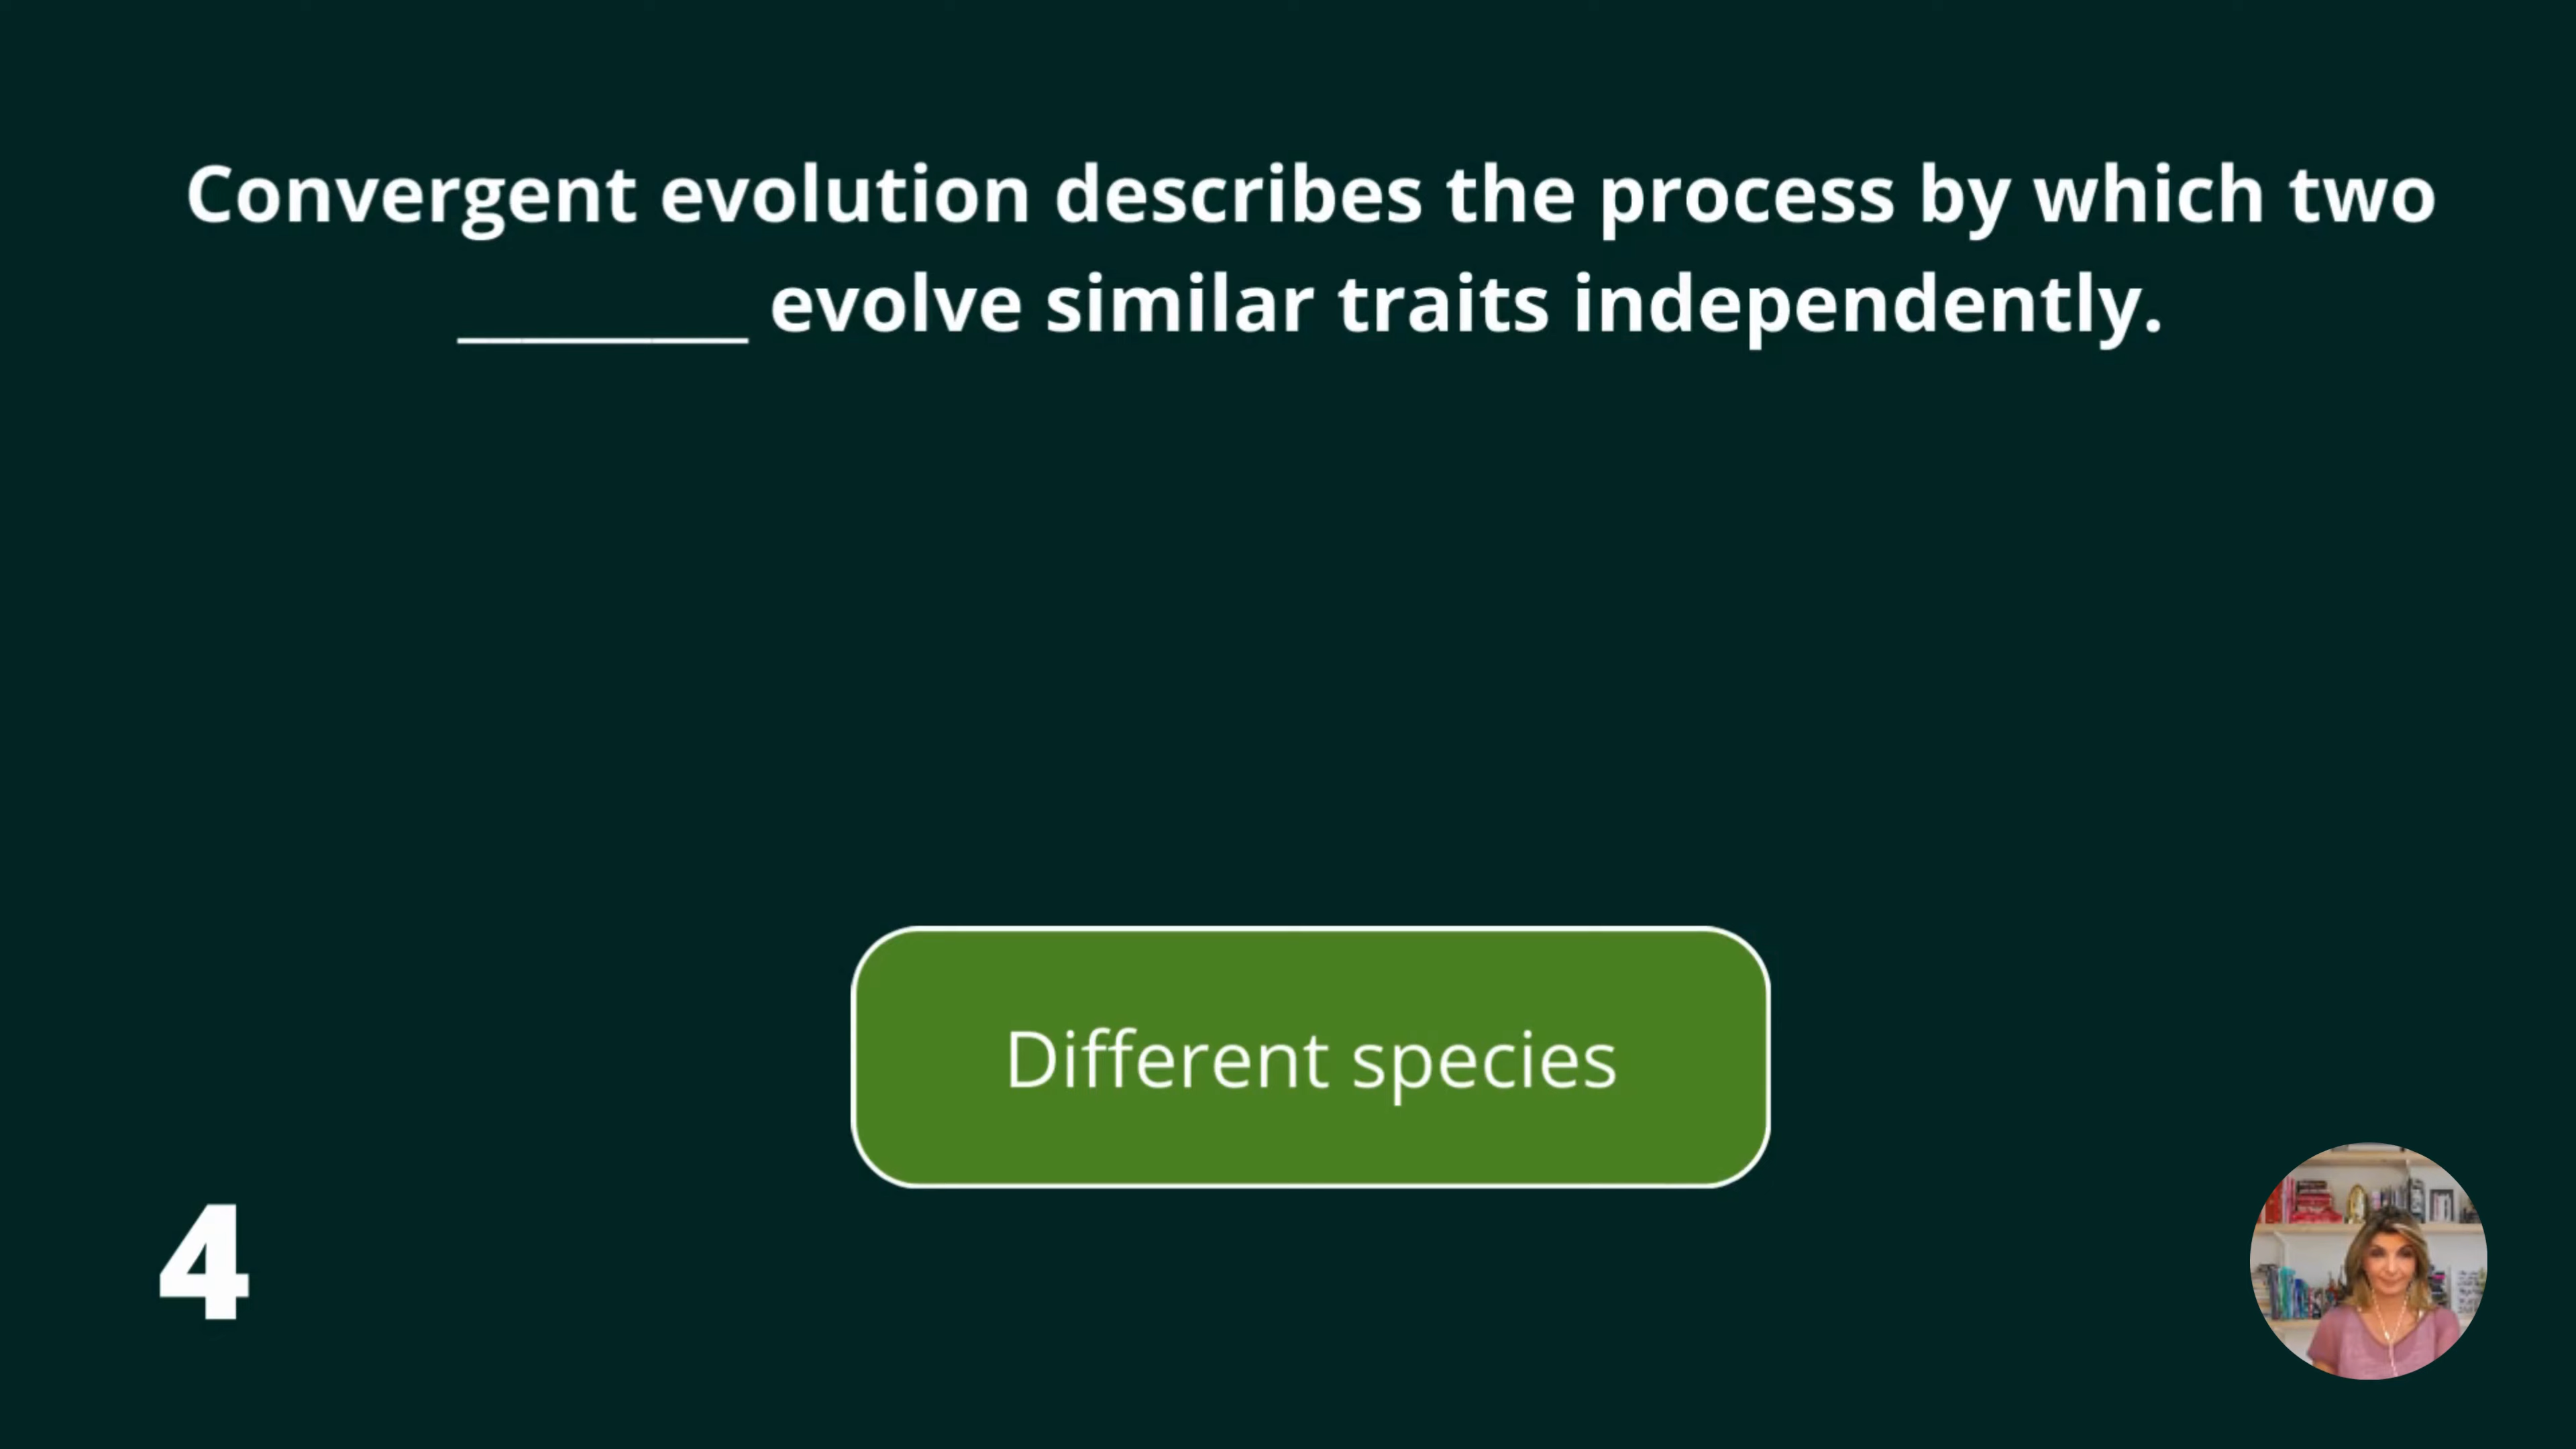 Convergent evolution describes the process by which two
_________ evolve similar traits independently.
Different species
4